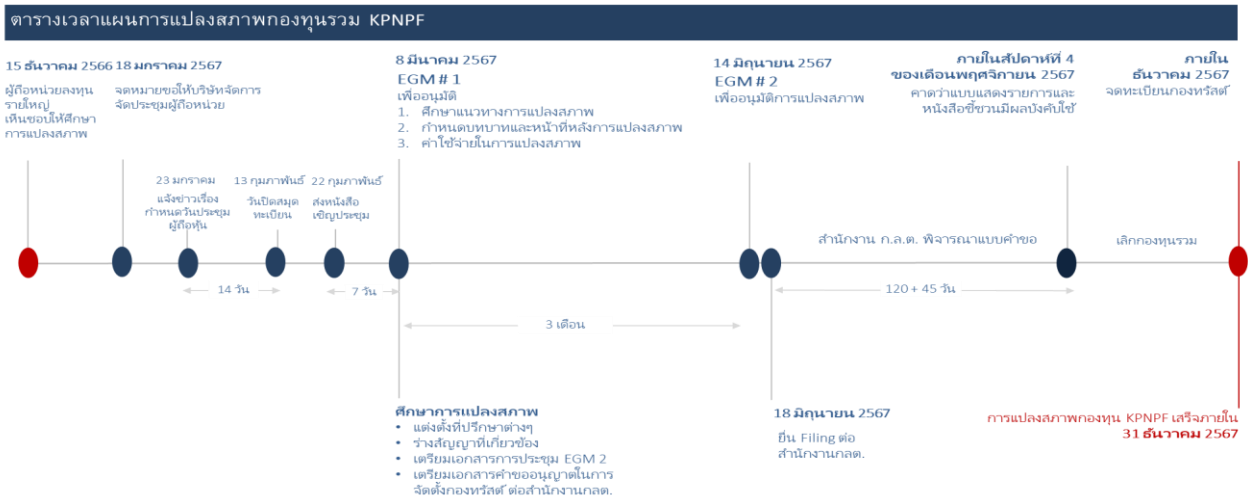 ตารางเวลาแผนการแปลงสภาพกองทุนรวม KPNPF
15 ธันวาคม 2566
ผู้ถือหน่วยลงทุน
รายใหญ่
เห็นชอบให้ศึกษา
การแปลงสภาพ
18 มกราคม 2567
จดหมายขอให้บริษัทจัดการ
จัดประชุมผู้ถือหน่วย
23 มกราคม
แจ้งข่าวเรื่อง
กำหนดวันประชุม
ผู้ถือหุ้น
13 กุมภาพันธ์
วันปิดสมุด
ทะเบียน
22 กุมภาพันธ์
ส่งหนังสือ
เชิญประชุม
8 มีนาคม 2567
EGM # 1
เพื่ออนุมัติ
1. ศึกษาแนวทางการแปลงสภาพ
2. กำหนดบทบาทและหน้าที่หลังการแปลงสภาพ
3. ค่าใช้จ่ายในการแปลงสภาพ
14 มิถุนายน 2567
EGM # 2
เพื่ออนุมัติการแปลงสภาพ
ภายในสัปดาห์ที่ 4
ของเดือนพฤศจิกายน 2567
คาดว่าแบบแสดงรายการและ
หนังสือชี้ชวนมีผลบังคับใช้
ภายใน
ธันวาคม 2567
จดทะเบียนกองทรัสต์
สำนักงาน ก.ล.ต. พิจารณาแบบคำขอ
เลิกกองทุนรวม
14 วัน
7 วัน
120 + 45 วัน
3 เดือน
ศึกษาการแปลงสภาพ
• แต่งตั้งที่ปรึกษาต่างๆ
• ร่างสัญญาที่เกี่ยวข้อง
• เตรียมเอกสารการประชุม EGM 2
• เตรียมเอกสารคำขออนุญาตในการ
จัดตั้งกองทรัสต์ ต่อสำนักงานกลต.
18 มิถุนายน 2567
ยื่น Filing ต่อ
สำนักงานกลต.
การแปลงสภาพกองทุน KPNPF เสร็จภายใน
31 ธันวาคม 2567